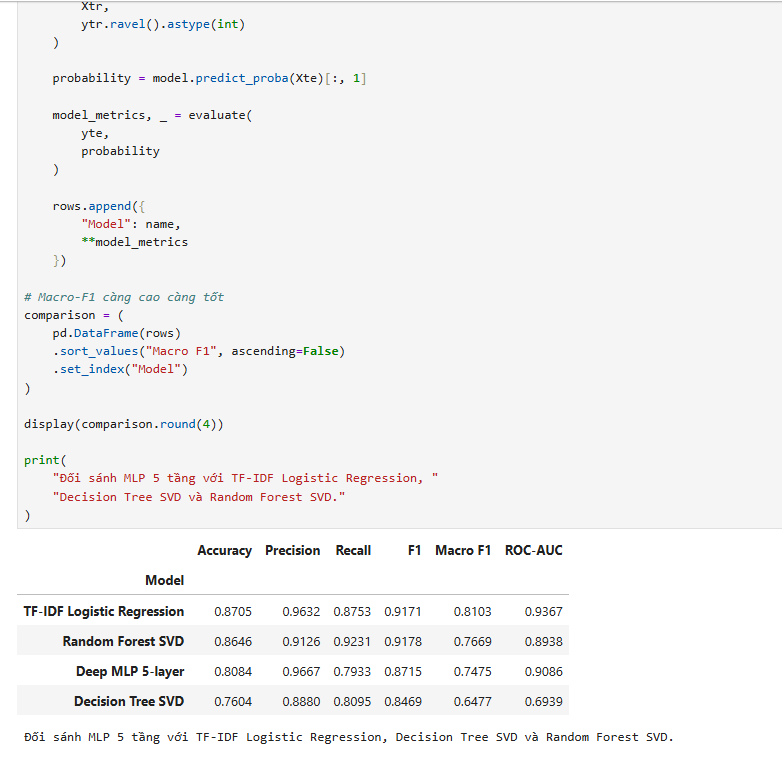 Xtr,
ytr.ravel().astype(int)
)
probability = model.predict_proba(Xte)[:, 1]
model_metrics, _ = evaluate(
yte,
probability
)
rows.append({
"Model": name,
**model_metrics
})
# Macro-F1 càng cao càng tốt
comparison = (
pd.DataFrame(rows)
.sort_values("Macro F1", ascending=False)
.set_index("Model")
)
display(comparison.round(4))
print(
"Đối sánh MLP 5 tầng với TF-IDF Logistic Regression, "
"Decision Tree SVD và Random Forest SVD."
)
Accuracy Precision Recall F1 Macro F1 ROC-AUC
Model
TF-IDF Logistic Regression 0.8705 0.9632 0.8753 0.9171 0.8103 0.9367
Random Forest SVD 0.8646 0.9126 0.9231 0.9178 0.7669 0.8938
Deep MLP 5-layer 0.8084 0.9667 0.7933 0.8715 0.7475 0.9086
Decision Tree SVD 0.7604 0.8880 0.8095 0.8469 0.6477 0.6939
Đối sánh MLP 5 tầng với TF-IDF Logistic Regression, Decision Tree SVD và Random Forest SVD.